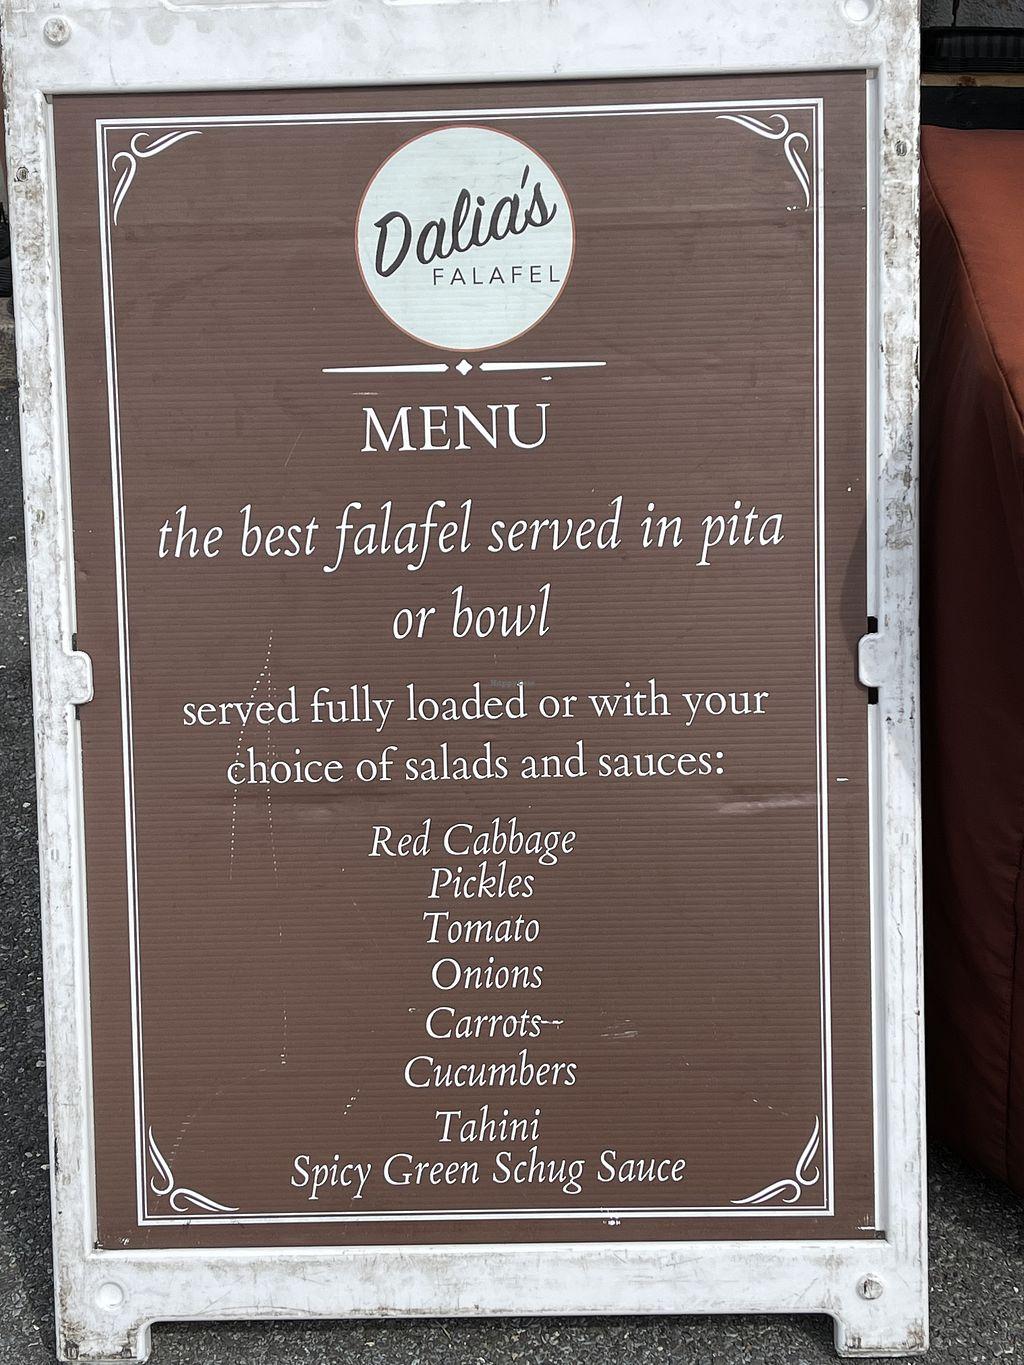 Dalia's
FALAFEL
MENU
the best falafel served in pita
or bowl
served fully loaded or with your
choice of salads and sauces:
Red Cabbage
Pickles
Tomato
Onions
Carrots
Cucumbers
Tahini
Spicy Green Schug Sauce